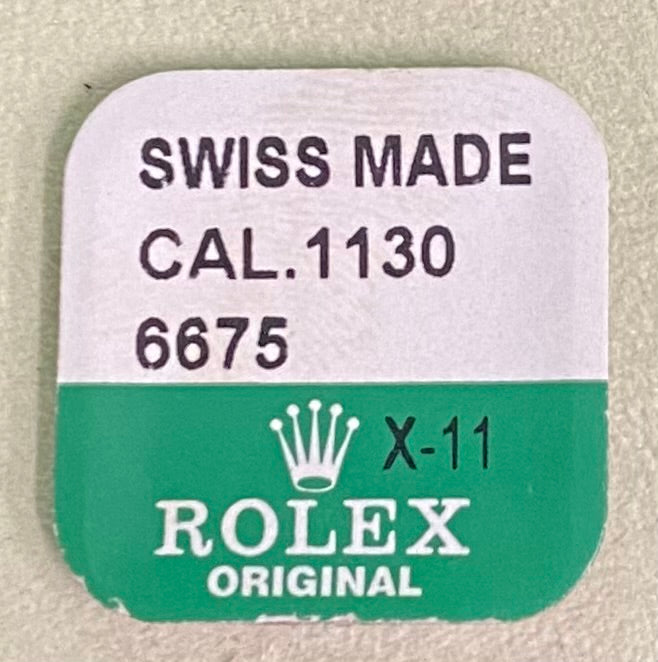 SWISS MADE
CAL.1130
6675
X-11
ROLEX
ORIGINAL